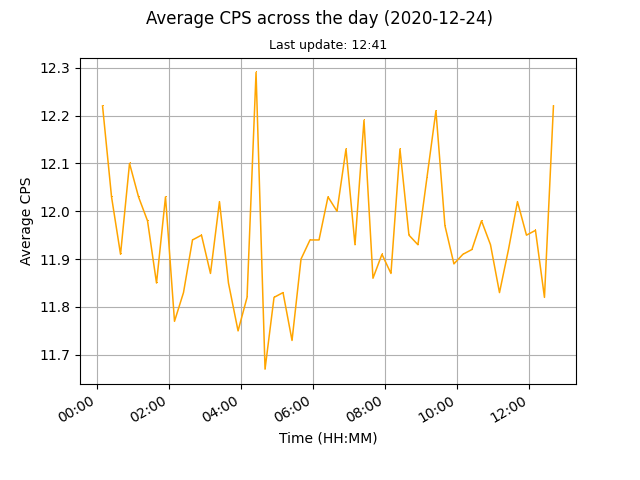 Average CPS across the day (2020-12-24)
Last update: 12:41
12.3
12.2
12.1
12.0
11.9
11.8
11.7
Average CPS
00:00 02:00 04:00 06:00 08:00 10:00 12:00
Time (HH:MM)